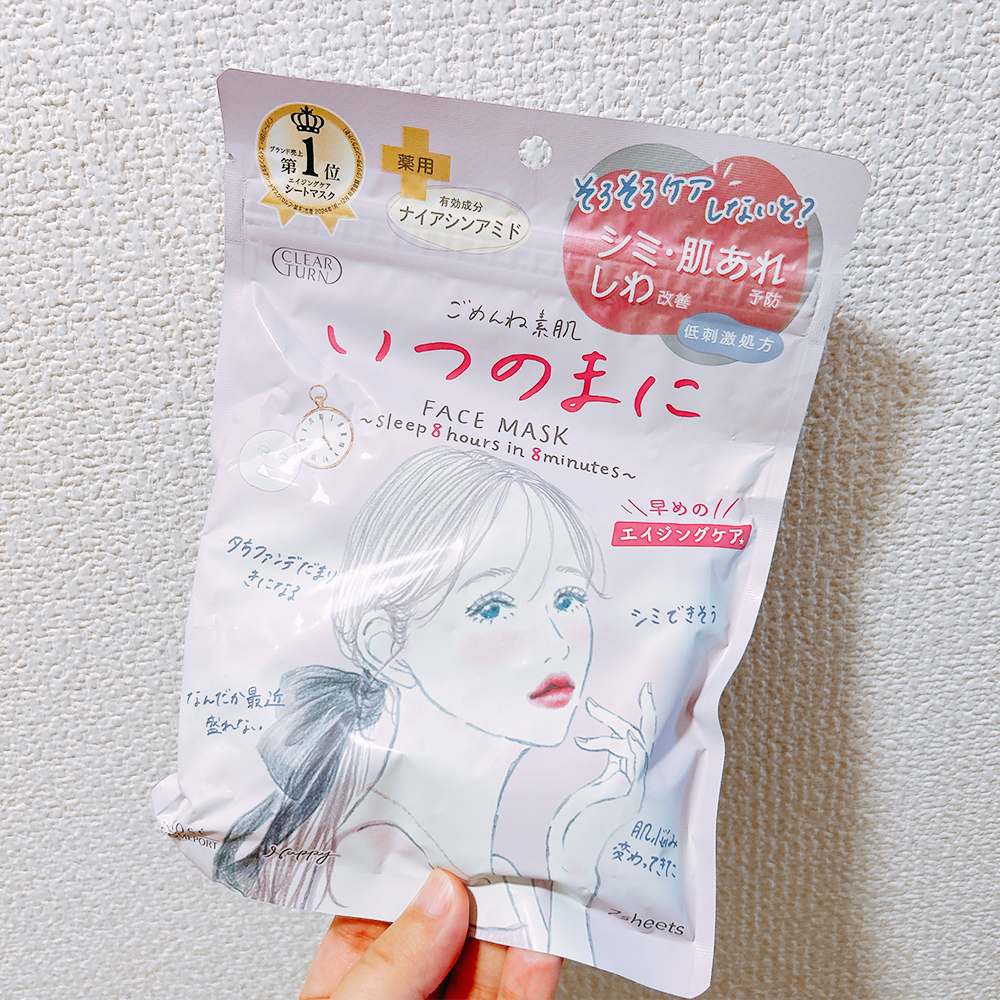 ブランド売上
第1位
エイジングケア
シートマスク
薬用
有効成分
ナイアシンアミド
そろそろケア
しないと?
シミ・肌あれ
しわ改善 予防
低刺激処方
CLEAR
TURN
ごめんね素肌
いつのまに
FACE MASK
~sleep 8 hours in 8minutes~
早めの
エイジングケア*
夕方ファンデだまり
きになる
シミできそう
なんだか最近
盛れない
肌悩み
変わってきた
Happy
7sheets